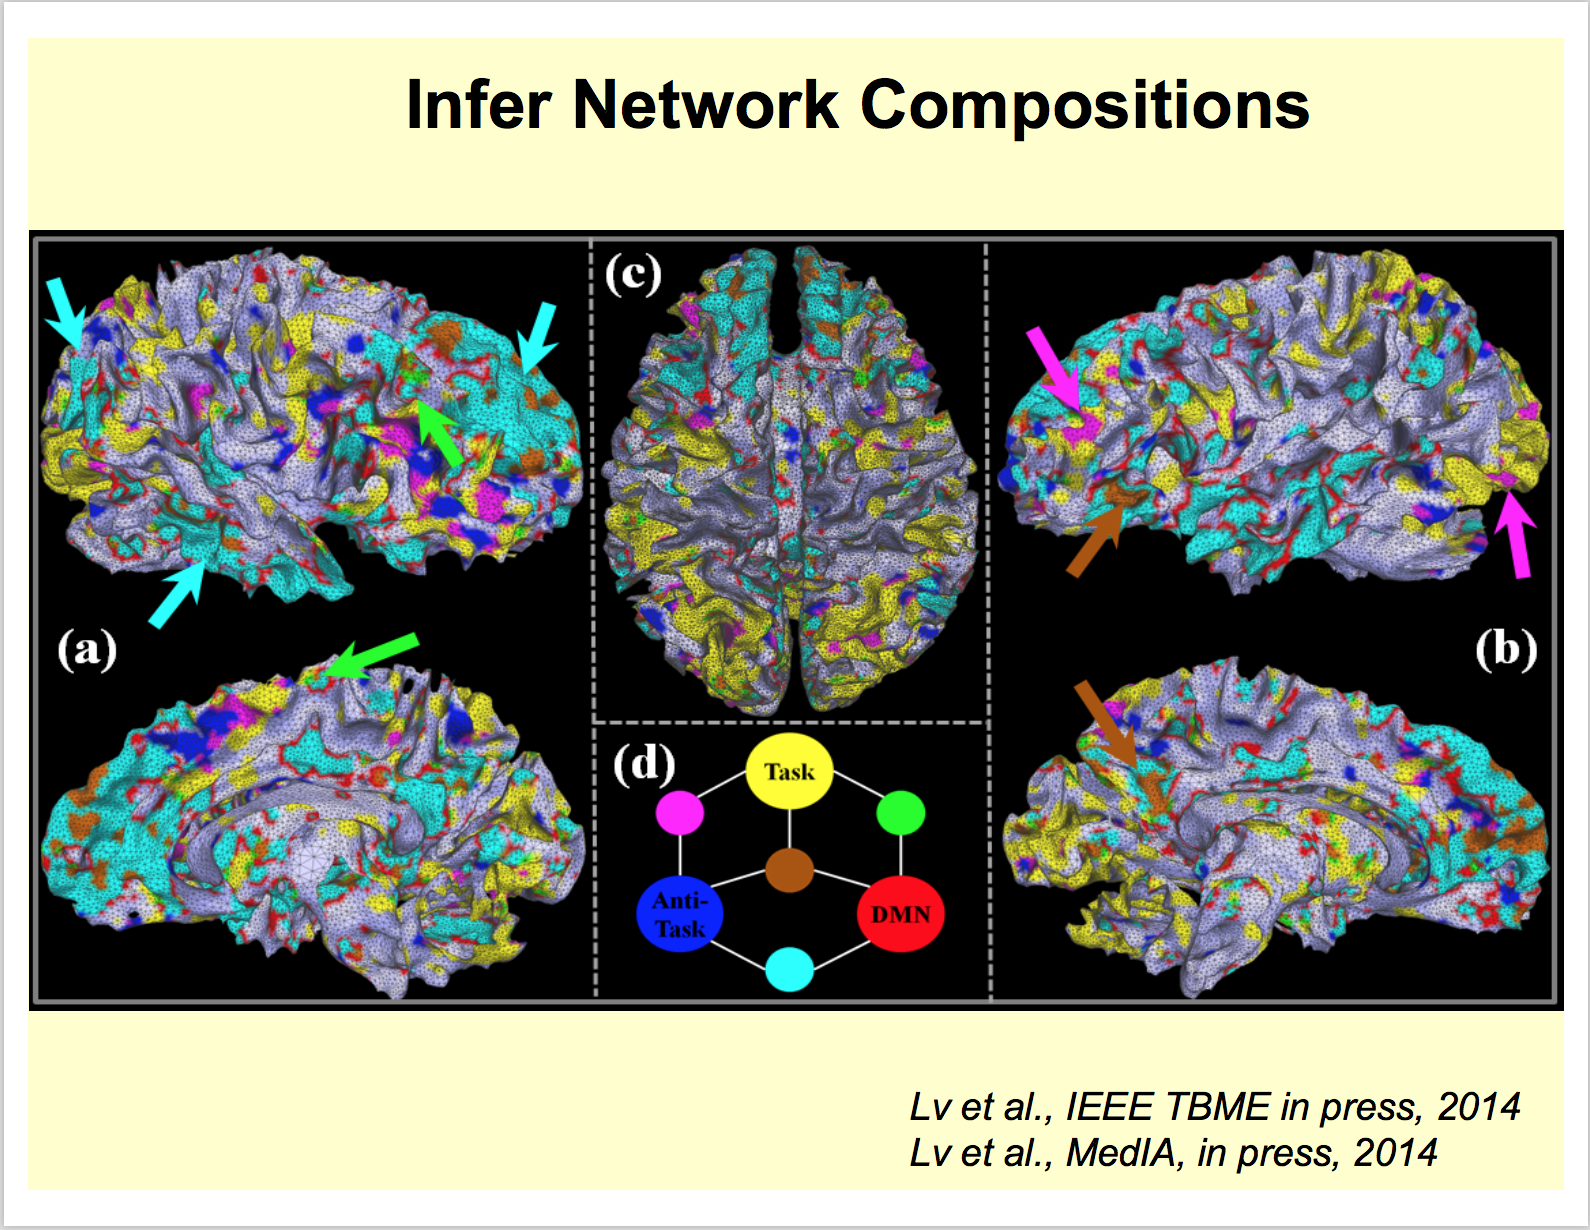 Infer Network Compositions
(c)
(a)
(b)
(d)
Task
Anti-
Task
DMN
Lv et al., IEEE TBME in press, 2014
Lv et al., MedIA, in press, 2014